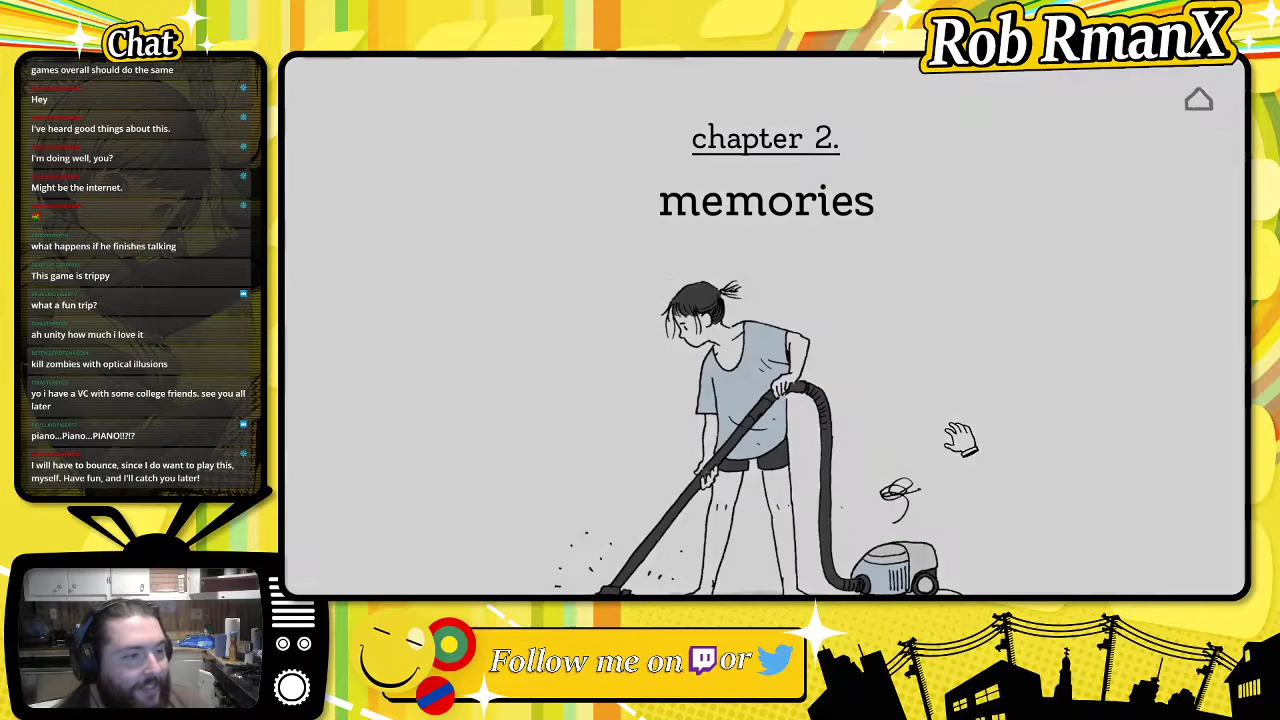 Chat
Rob RmanX
games overall should do the same
Hey
I've heard good things about this.
I'm doing well, you?
Might be the internet.
what happens if he finishes talking
This game is trippy
what a fun trip?
ah unity how much i love it
kill zombies with optical illusions
yo i have a VC with some college friends. see you all
later
piano...Piano...PIANO!!?!?
I will have to bounce, since I do want to play this,
myself. Have fun, and I'll catch you later!
chapter 2.
memories
Follow me on or